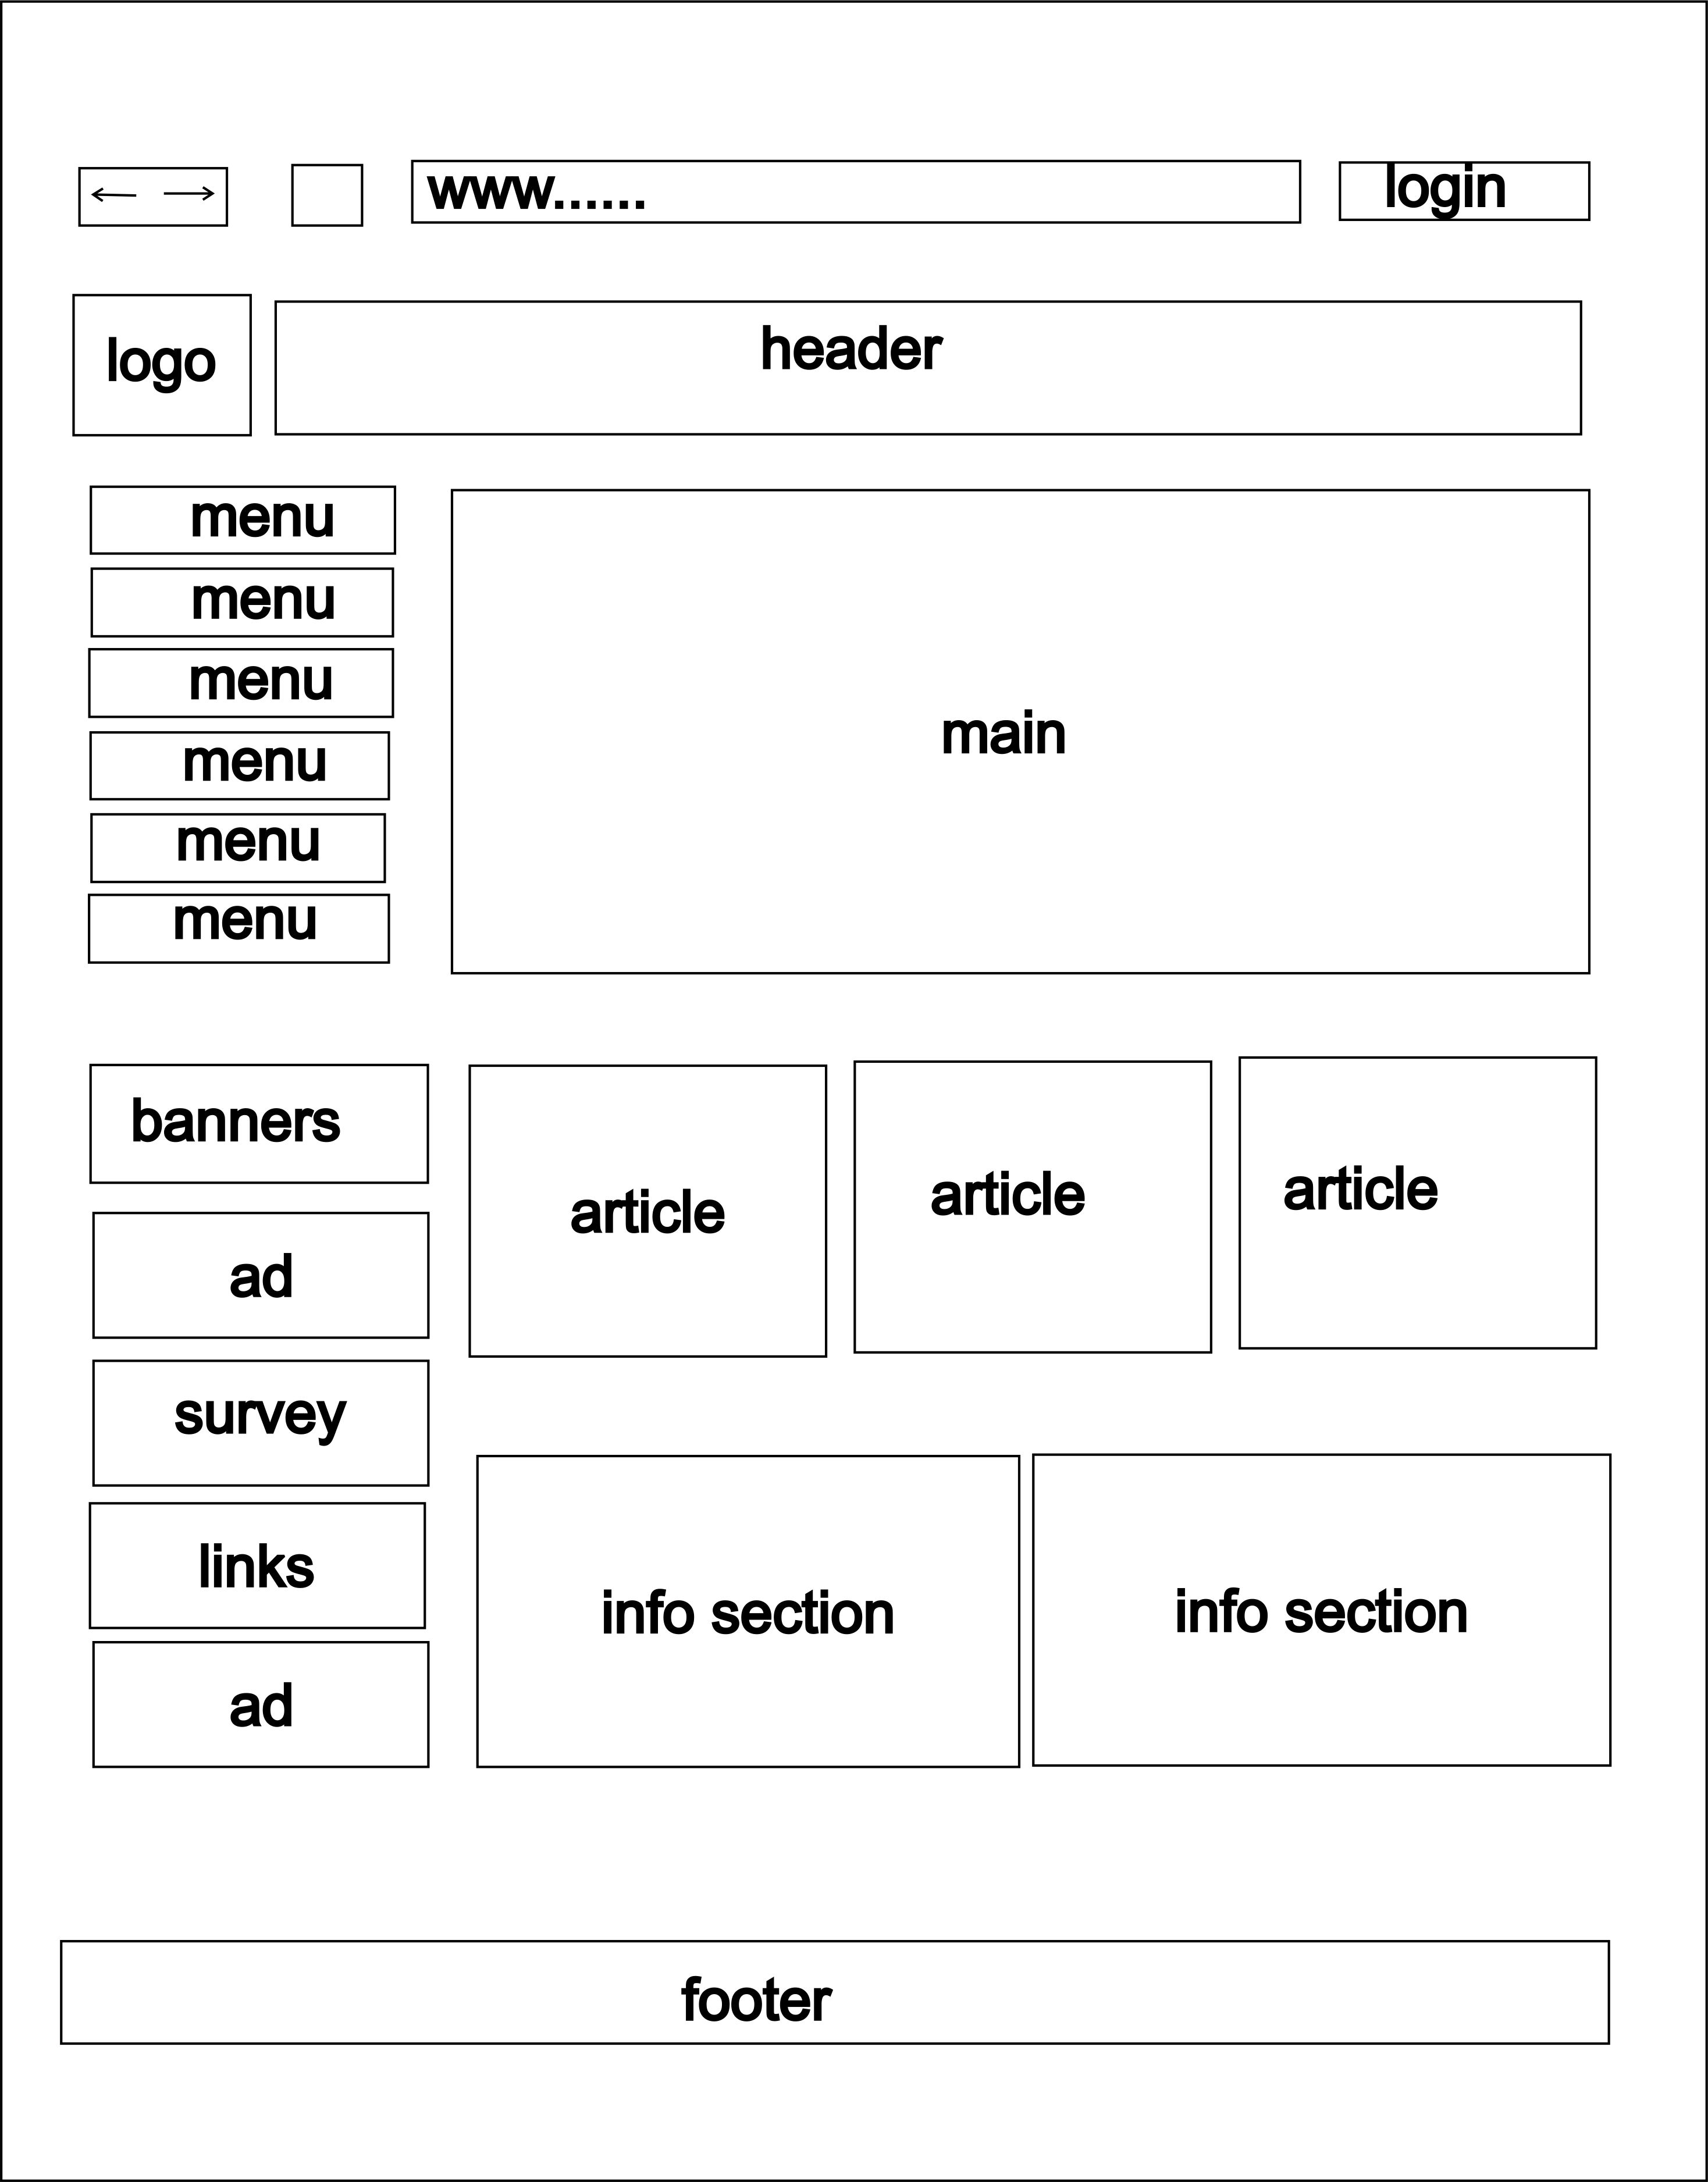 www......
login
logo
header
menu
menu
menu
menu
menu
menu
main
banners
ad
survey
links
ad
article
article
article
info section
info section
footer